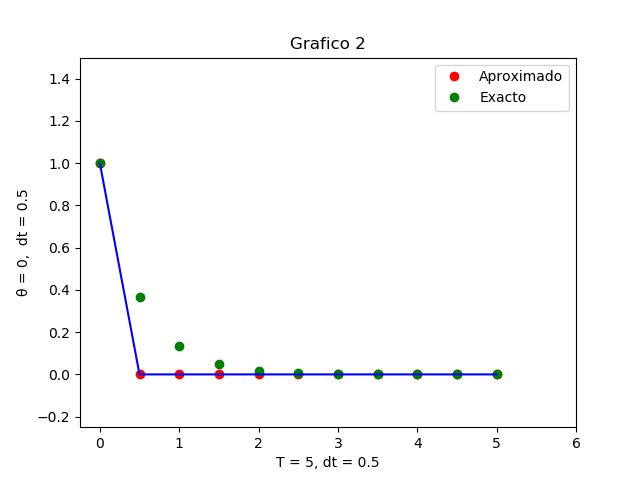 Grafico 2
Aproximado
Exacto
1.4
1.2
1.0
0.8
0.6
0.4
0.2
0.0
−0.2
θ = 0,  dt = 0.5
0 1 2 3 4 5 6
T = 5, dt = 0.5